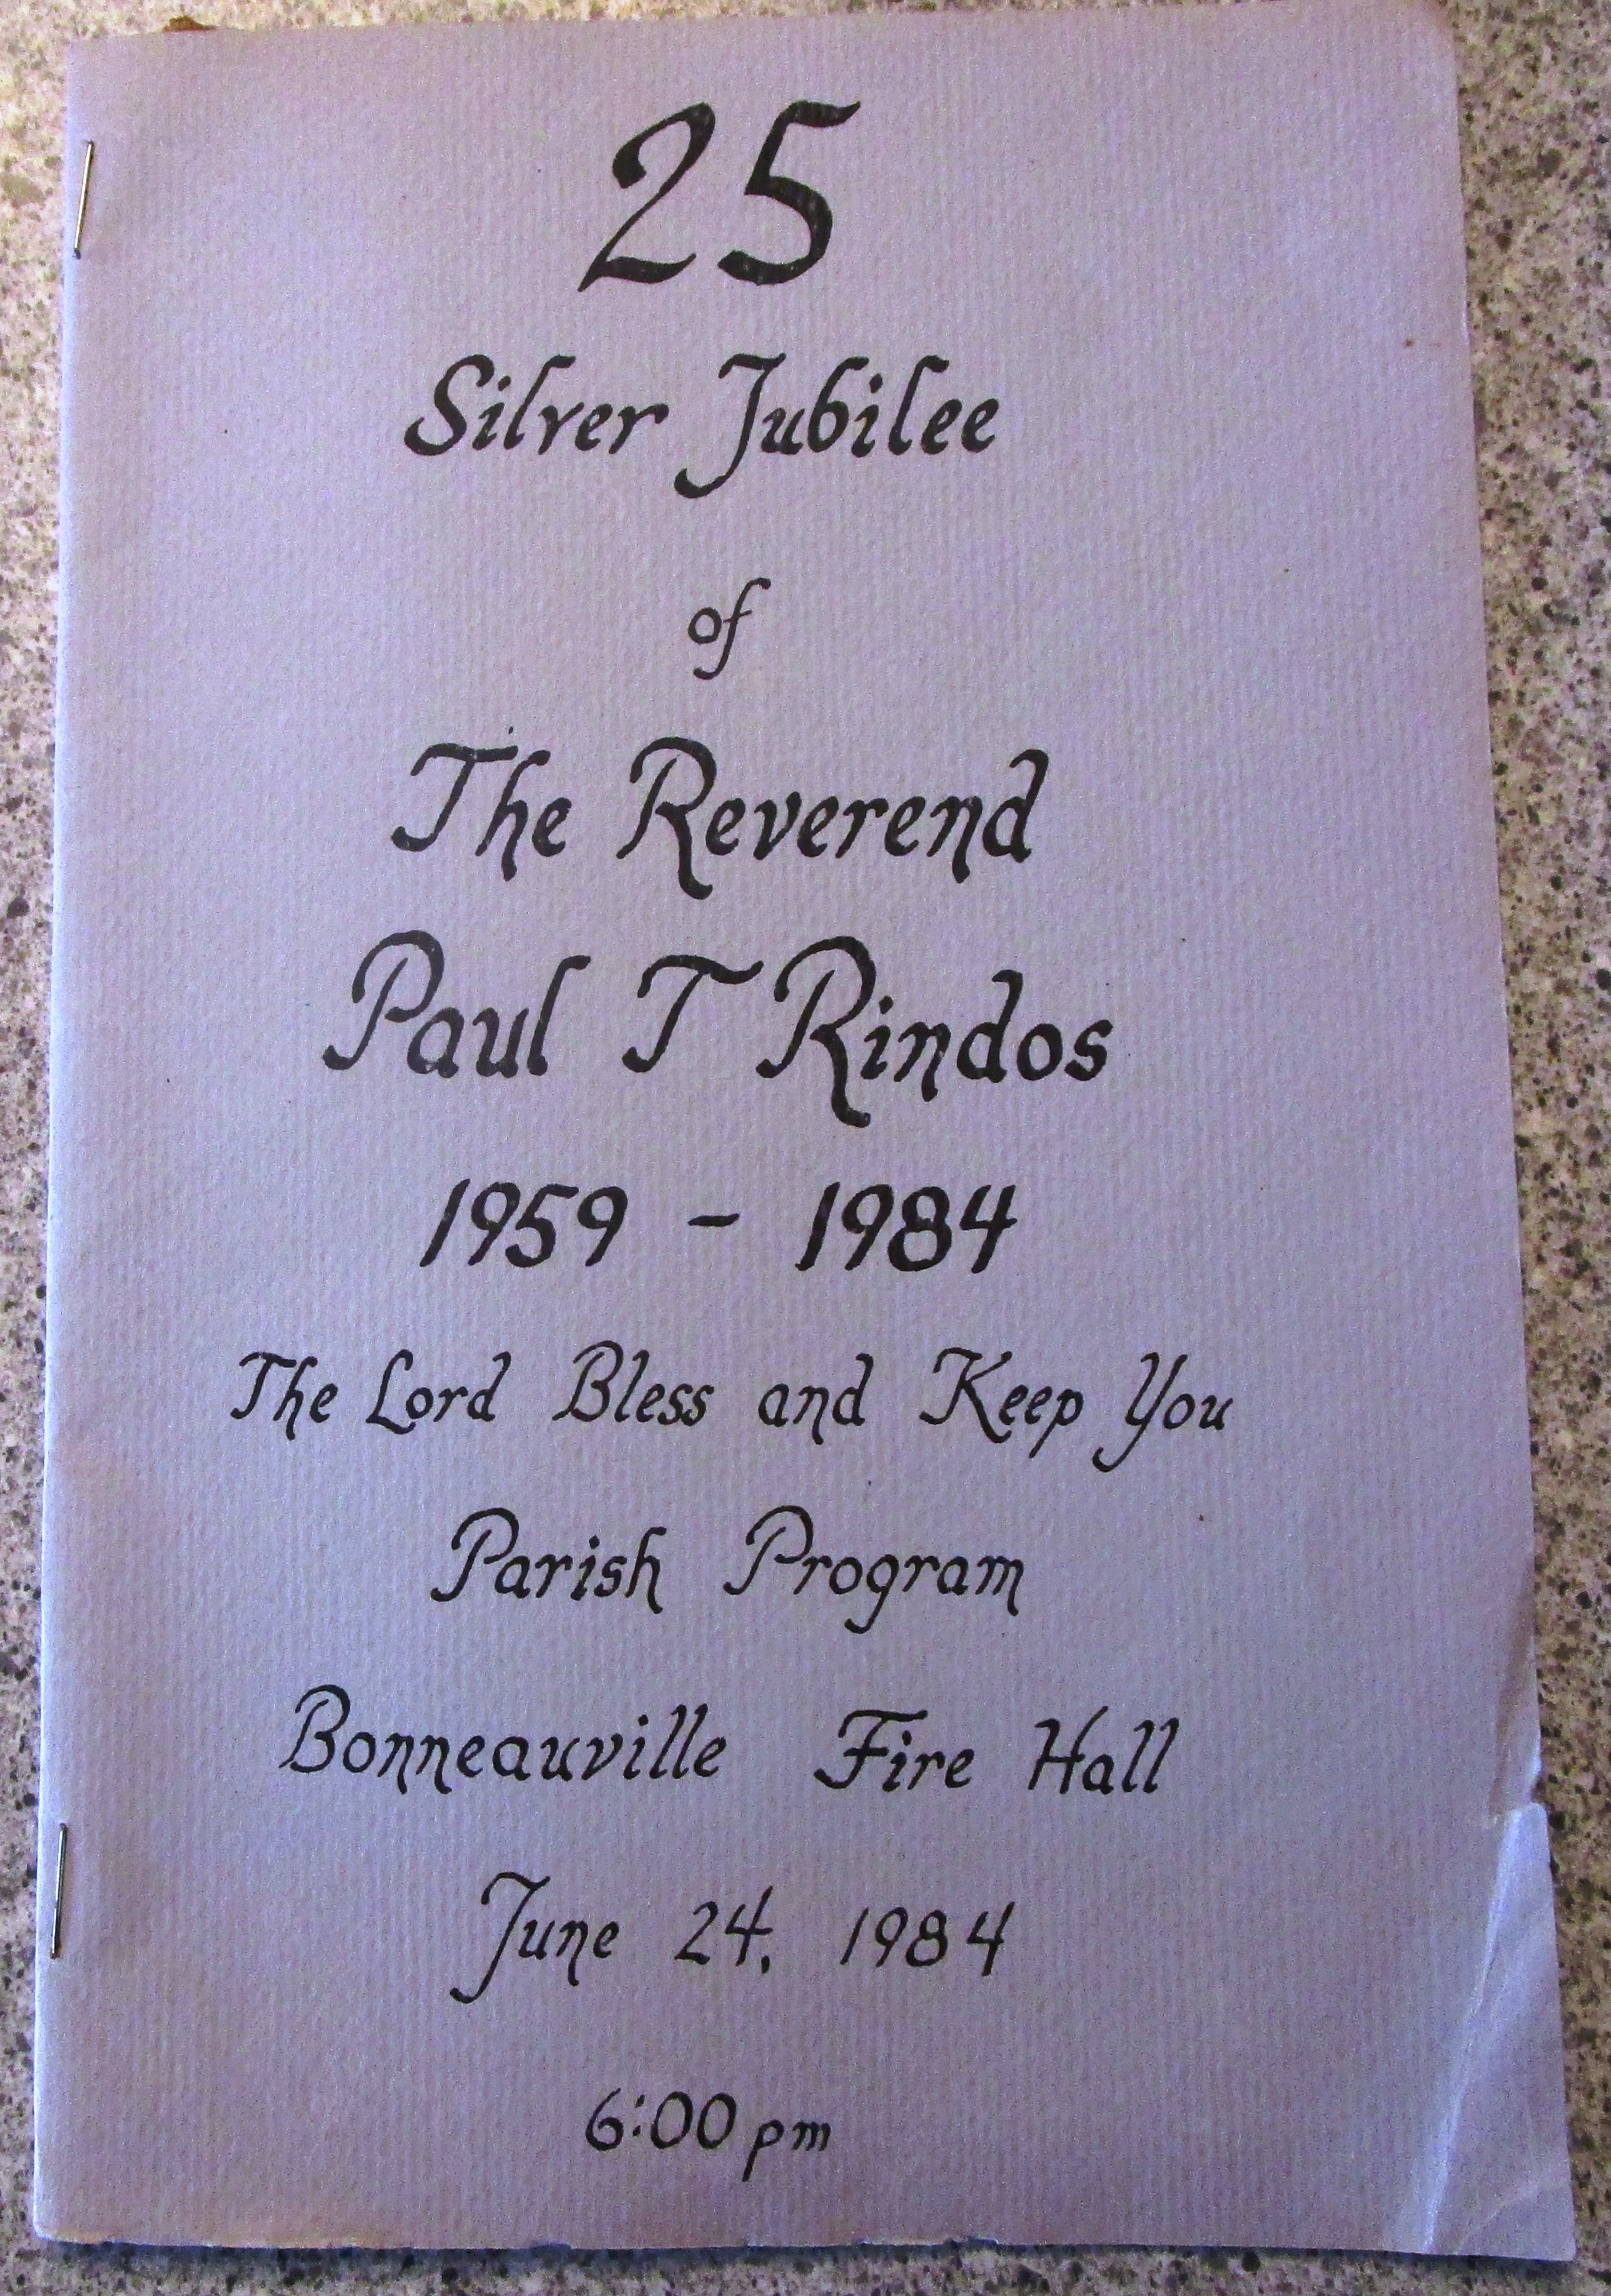 25
Silver Jubilee
of
The Reverend
Paul T Rindos
1959 - 1984
The Lord Bless and Keep You
Parish Program
Bonneauville Fire Hall
June 24, 1984
6:00 pm